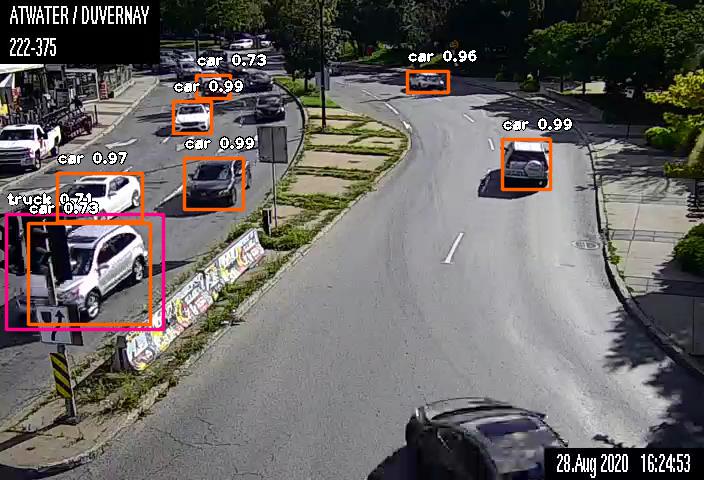 ATWATER / DUVERNAY
222-375
car 0.73
car 0.96
car 0.99
car 0.99
car 0.99
car 0.97
truck 0.71
car 0.73
28.Aug 2020 16:24:53